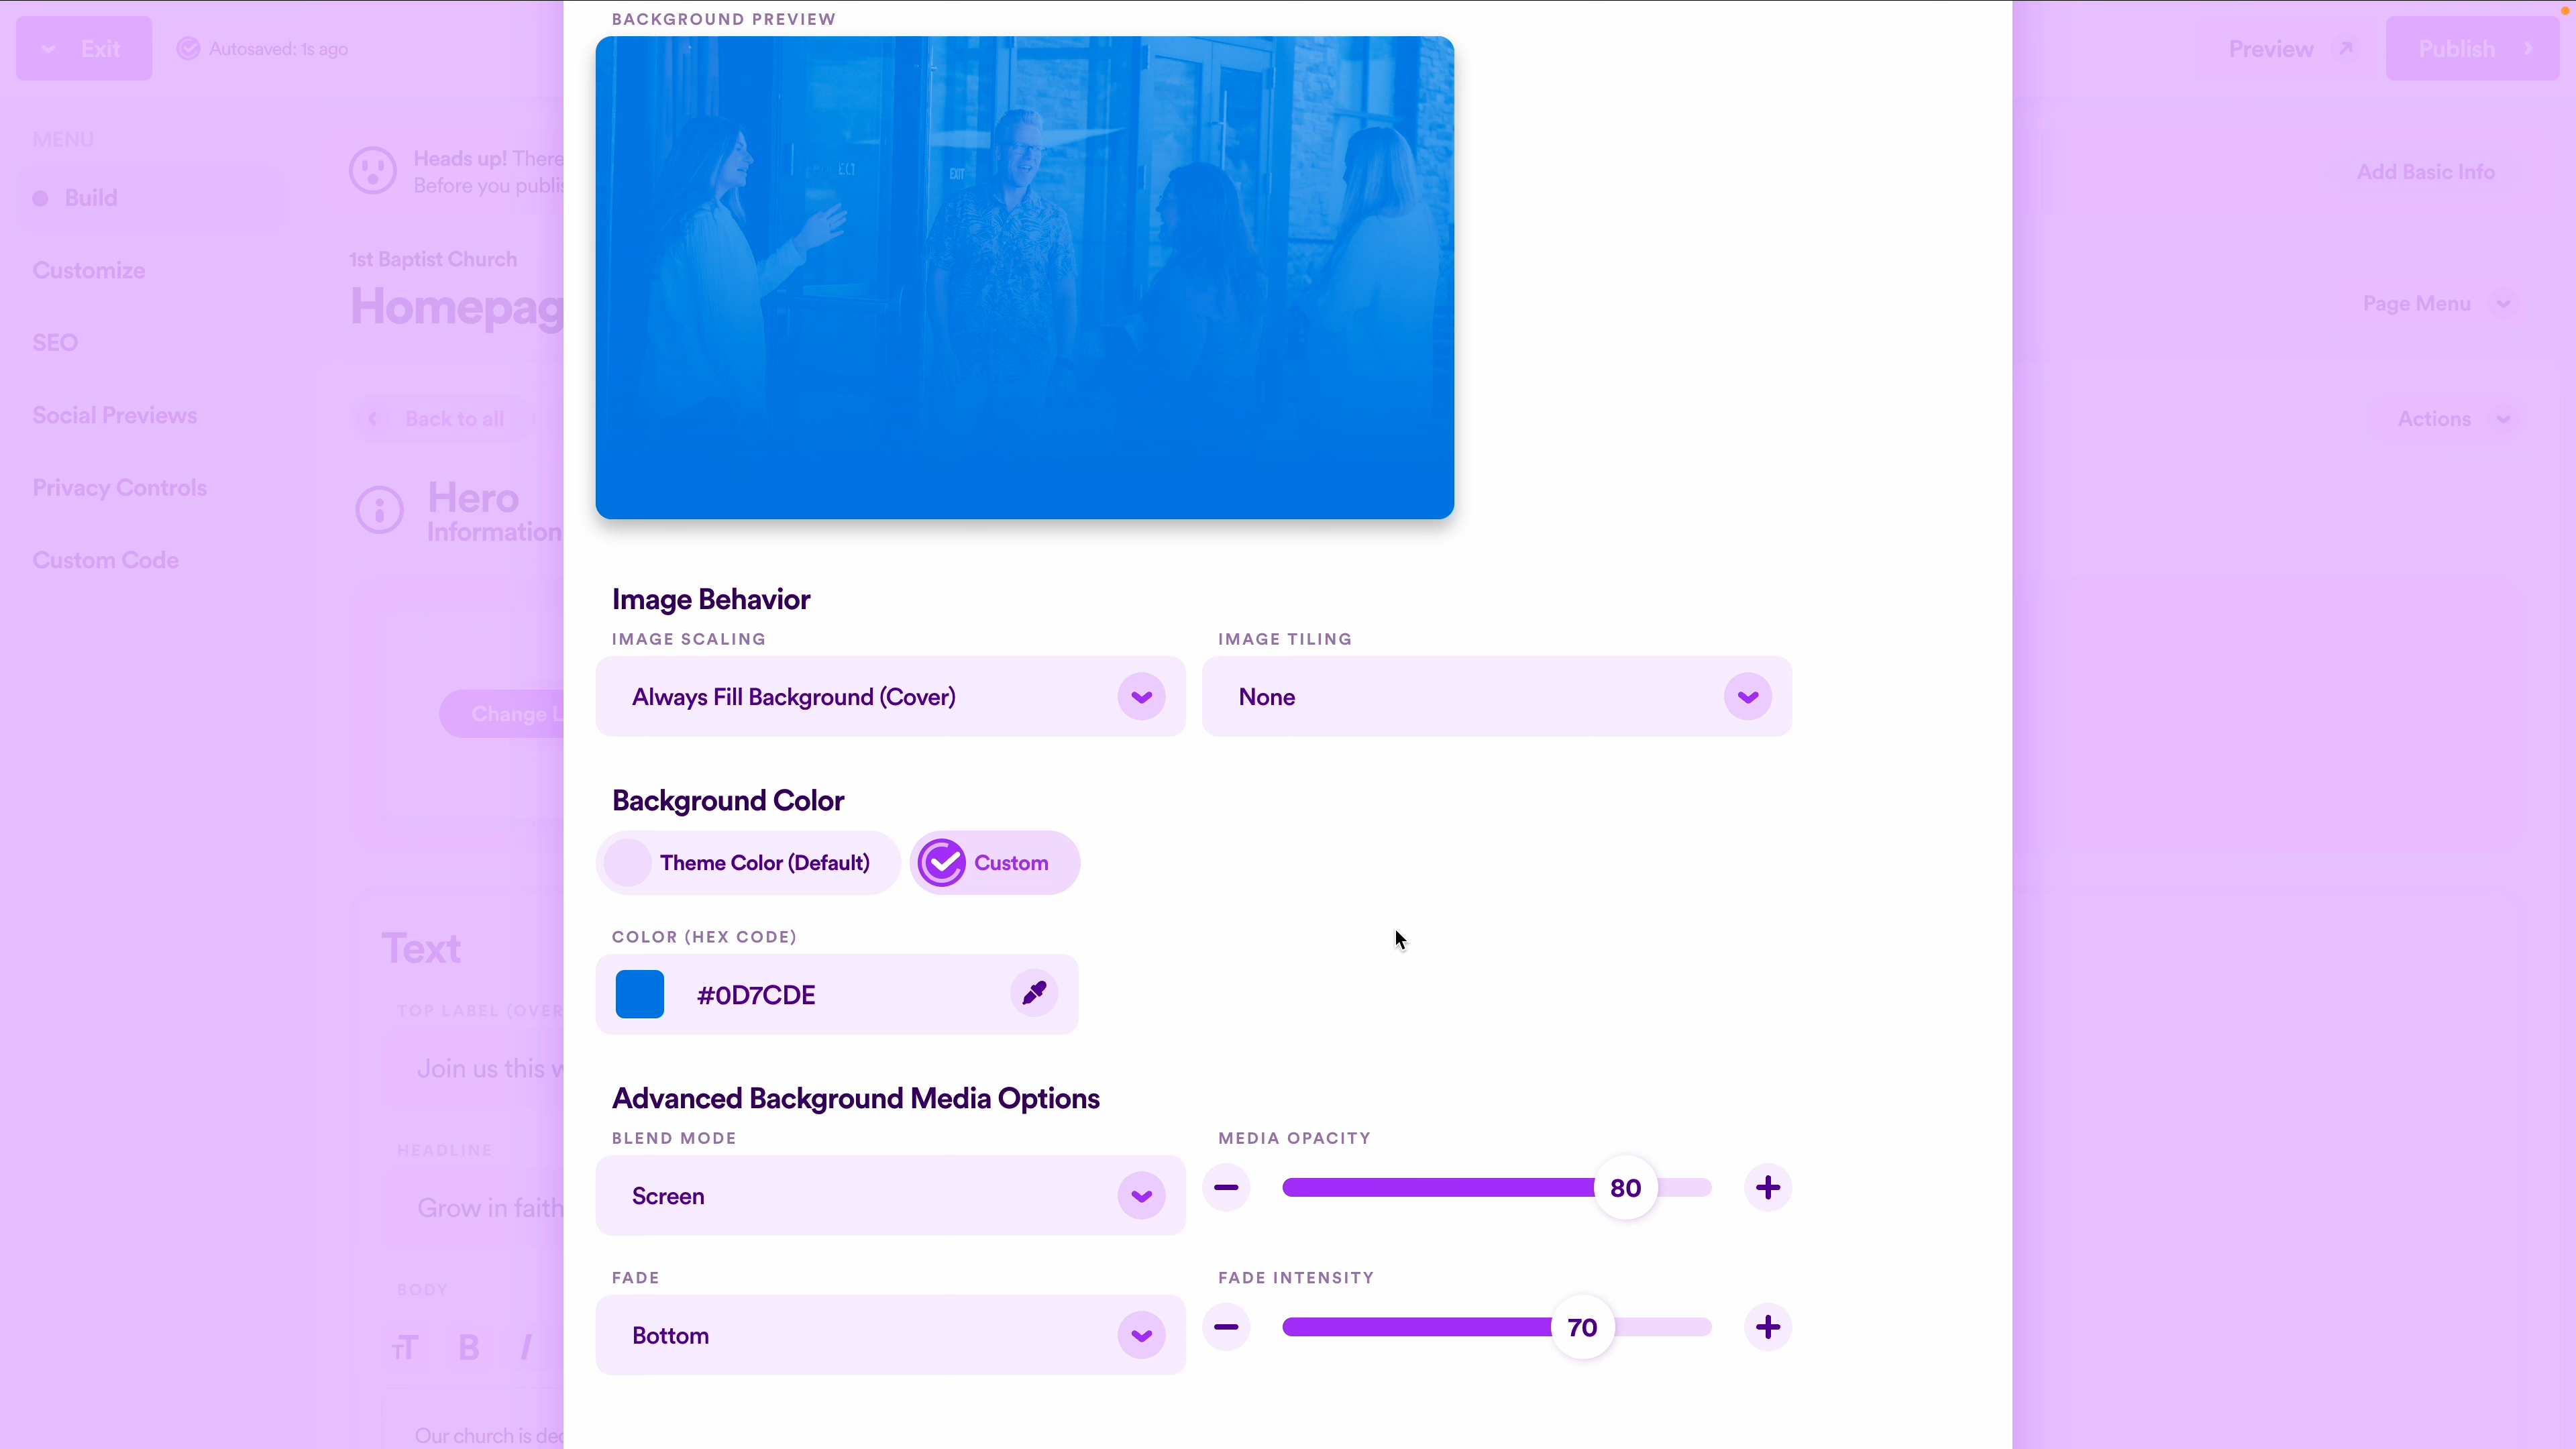 BACKGROUND PREVIEW
Exit
Autosaved: 1s ago
Preview
Publish
MENU
Build
Customize
SEO
Social Previews
Privacy Controls
Custom Code
Heads up! There
Before you publis
Add Basic Info
1st Baptist Church
Homepag
Page Menu
Back to all
Actions
Hero
Information
Change L
Text
TOP LABEL (OVER
Join us this w
HEADLINE
Grow in faith
BODY
TT B I
Our church is dec
EXIT
Image Behavior
IMAGE SCALING
IMAGE TILING
Always Fill Background (Cover)
None
Background Color
Theme Color (Default)
Custom
COLOR (HEX CODE)
#0D7CDE
Advanced Background Media Options
BLEND MODE
MEDIA OPACITY
Screen
80
FADE
FADE INTENSITY
Bottom
70